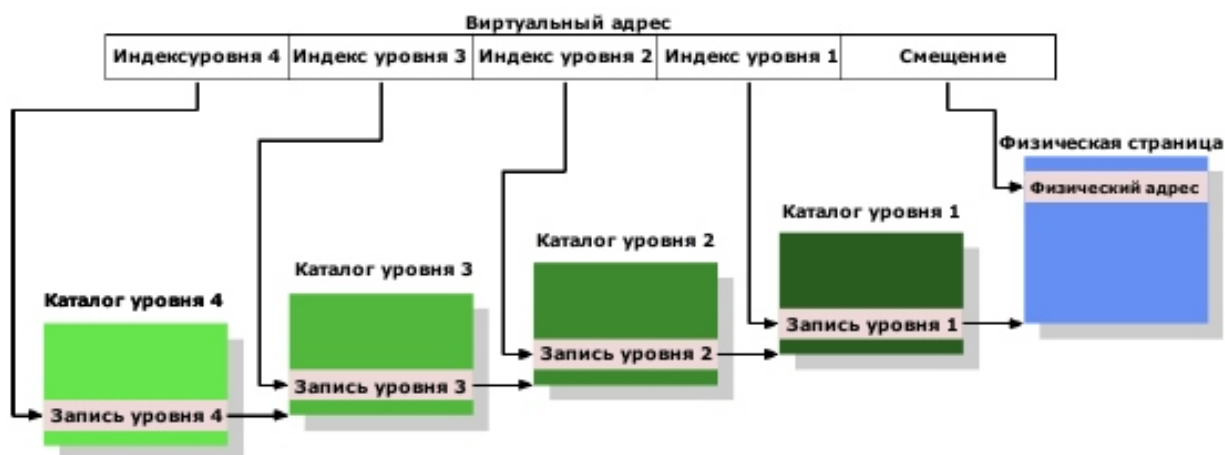 Виртуальный адрес
Индексуровня 4 Индекс уровня 3 Индекс уровня 2 Индекс уровня 1 Смещение
Физическая страница
Физический адрес
Каталог уровня 1
Каталог уровня 2
Каталог уровня 3
Каталог уровня 4
Запись уровня 1
Запись уровня 2
Запись уровня 3
Запись уровня 4